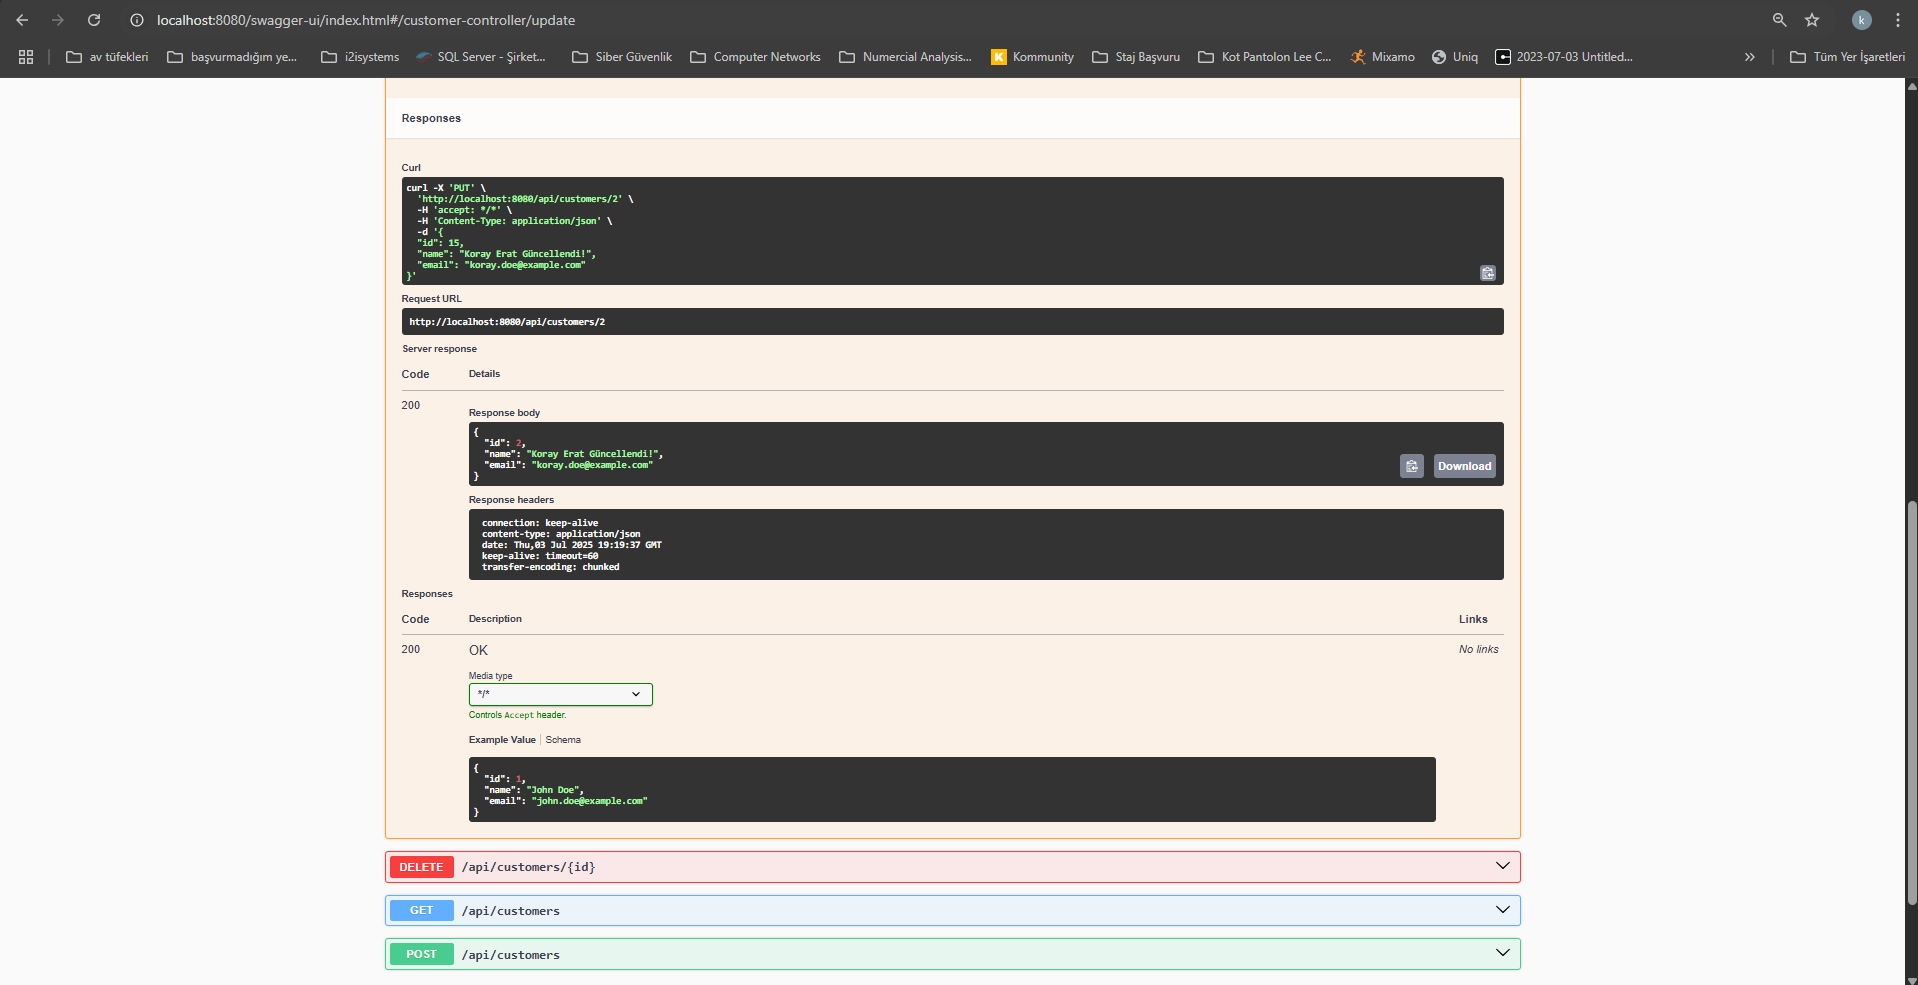 localhost:8080/swagger-ui/index.html#/customer-controller/update
k
av tüfekleri
başvurmadığım ye...
i2isystems
SQL Server - Şirket...
Siber Güvenlik
Computer Networks
Numercial Analysis...
K Kommunity
Staj Başvuru
Kot Pantolon Lee C...
Mixamo
Uniq
2023-07-03 Untitled...
»
Tüm Yer İşaretleri
Responses
Curl
curl -X 'PUT' \
'http://localhost:8080/api/customers/2' \
-H 'accept: */*' \
-H 'Content-Type: application/json' \
-d '{
"id": 15,
"name": "Koray Erat Güncellendi!",
"email": "koray.doe@example.com"
}'
Request URL
http://localhost:8080/api/customers/2
Server response
Code Details
200
Response body
{
"id": 2,
"name": "Koray Erat Güncellendi!",
"email": "koray.doe@example.com"
}
Download
Response headers
connection: keep-alive
content-type: application/json
date: Thu,03 Jul 2025 19:19:37 GMT
keep-alive: timeout=60
transfer-encoding: chunked
Responses
Code Description Links
200 OK No links
Media type
*/*
Controls Accept header.
Example Value | Schema
{
"id": 1,
"name": "John Doe",
"email": "john.doe@example.com"
}
DELETE /api/customers/{id}
GET /api/customers
POST /api/customers